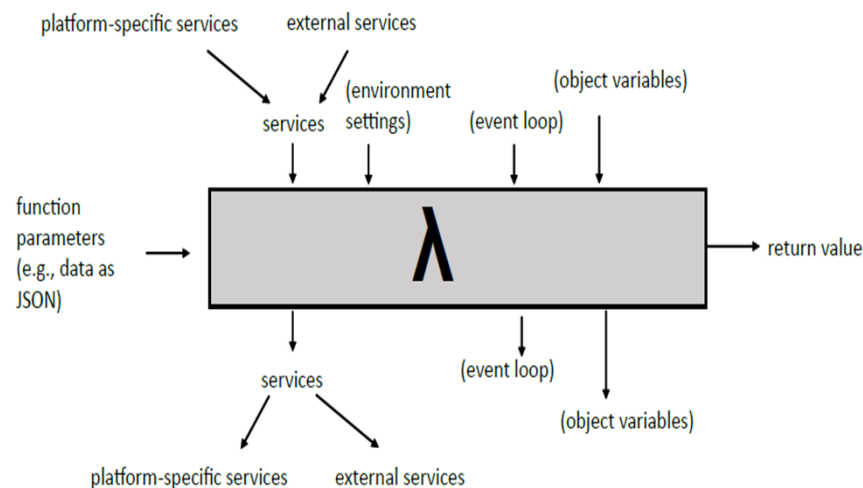 platform-specific services
external services
(environment
settings)
(object variables)
services
(event loop)
function
parameters
(e.g., data as
JSON)
λ
return value
services
(event loop)
(object variables)
platform-specific services
external services